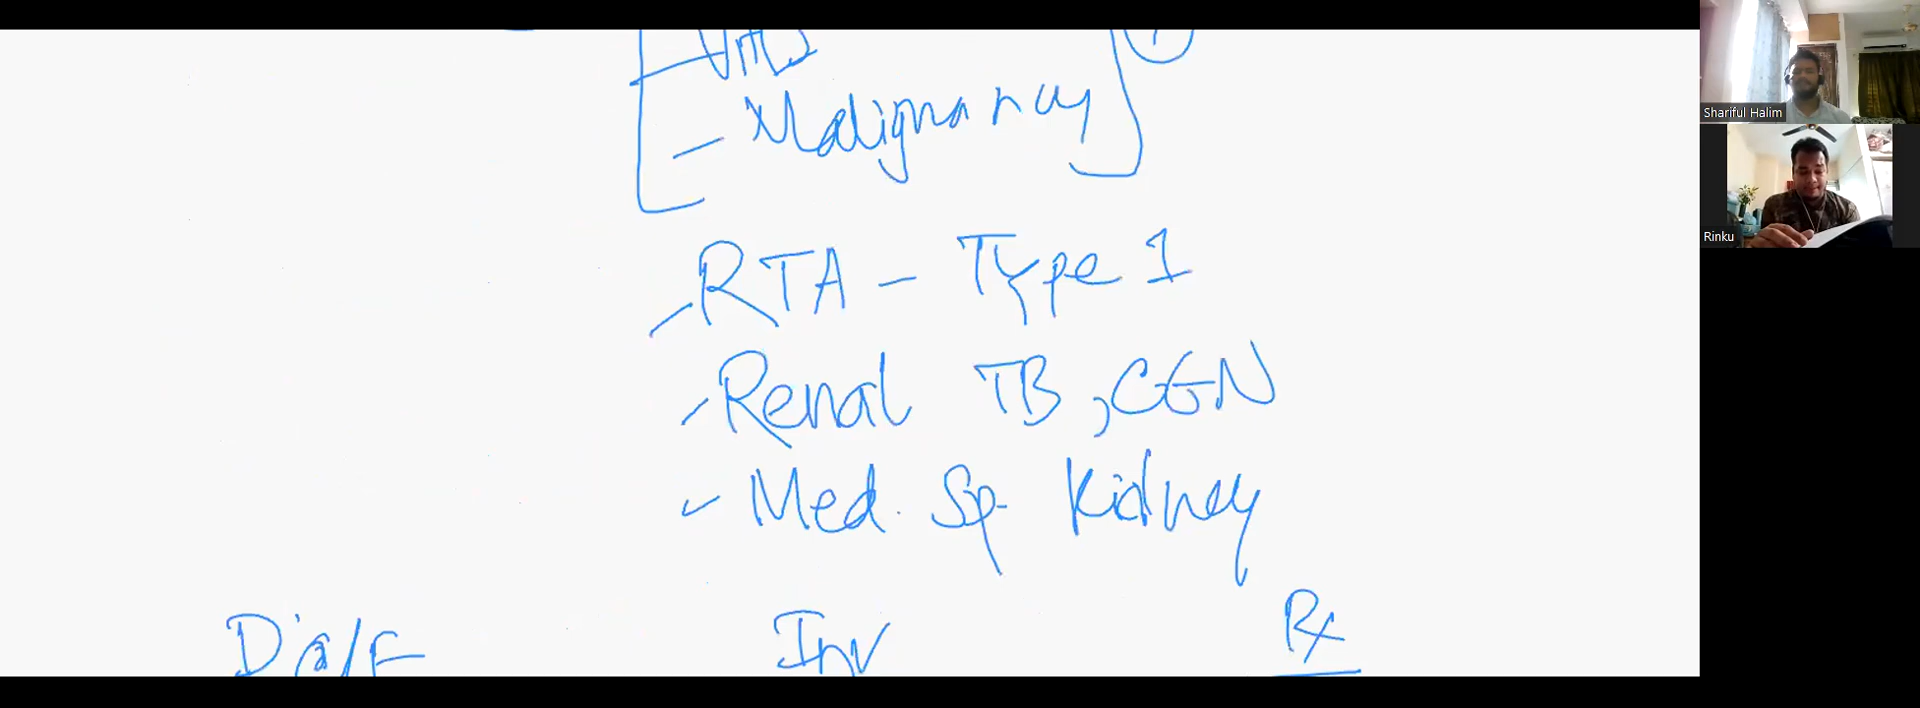 - Malignancy
- RTA - Type 1
- Renal TB, CGN
- Med. Sp Kidney
Inv
Rx
Shariful Halim
Rinku